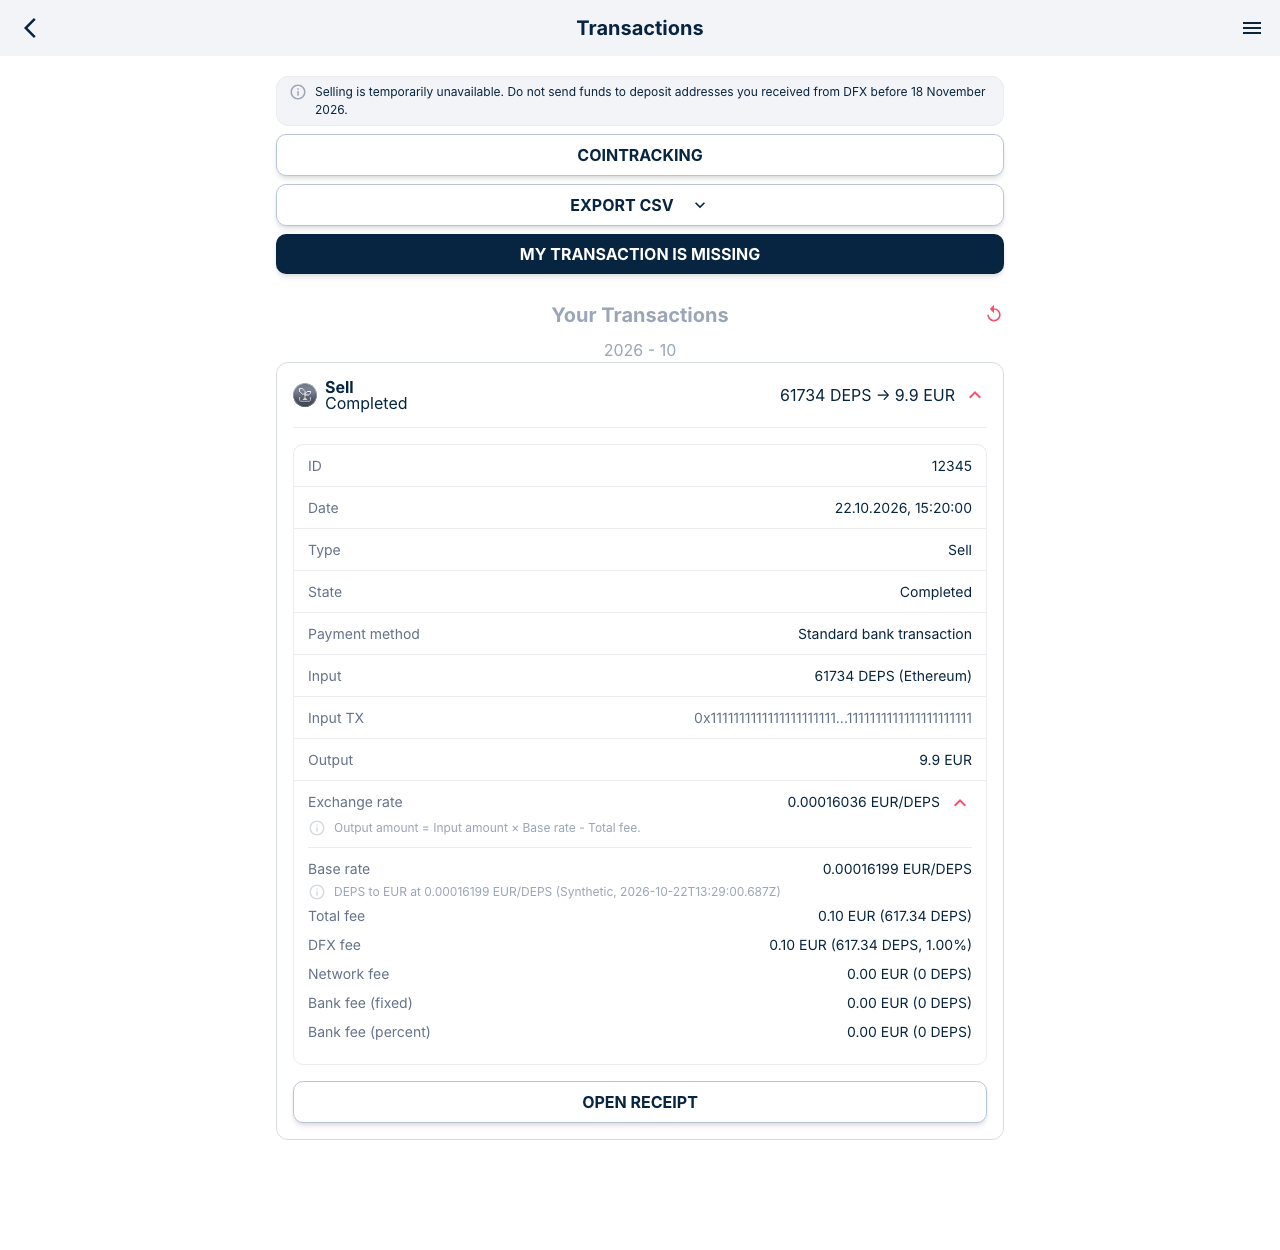 Transactions
Selling is temporarily unavailable. Do not send funds to deposit addresses you received from DFX before 18 November
2026.
COINTRACKING
EXPORT CSV
MY TRANSACTION IS MISSING
Your Transactions
2026 - 10
Sell
Completed
61734 DEPS → 9.9 EUR
ID 12345
Date 22.10.2026, 15:20:00
Type Sell
State Completed
Payment method Standard bank transaction
Input 61734 DEPS (Ethereum)
Input TX 0x1111111111111111111111...1111111111111111111111
Output 9.9 EUR
Exchange rate 0.00016036 EUR/DEPS
Output amount = Input amount × Base rate - Total fee.
Base rate 0.00016199 EUR/DEPS
DEPS to EUR at 0.00016199 EUR/DEPS (Synthetic, 2026-10-22T13:29:00.687Z)
Total fee 0.10 EUR (617.34 DEPS)
DFX fee 0.10 EUR (617.34 DEPS, 1.00%)
Network fee 0.00 EUR (0 DEPS)
Bank fee (fixed) 0.00 EUR (0 DEPS)
Bank fee (percent) 0.00 EUR (0 DEPS)
OPEN RECEIPT